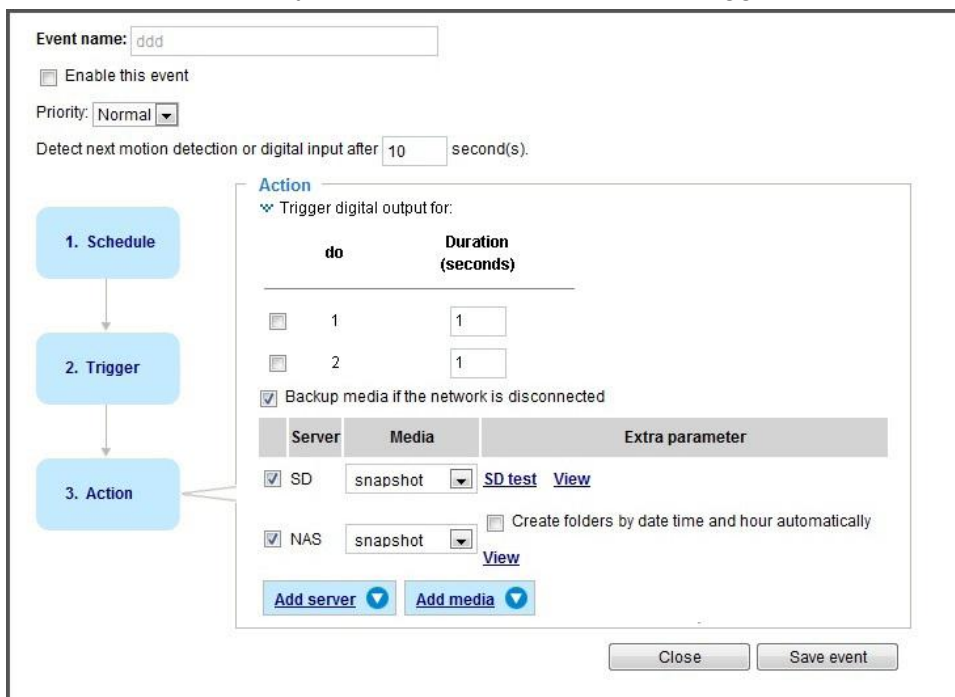 Event name: ddd
Enable this event
Priority: Normal
Detect next motion detection or digital input after 10 second(s).
Action
Trigger digital output for:
do Duration (seconds)
1 1
2 1
Backup media if the network is disconnected
Server Media Extra parameter
SD snapshot SD test View
NAS snapshot Create folders by date time and hour automatically
View
Add server Add media
1. Schedule
2. Trigger
3. Action
Close Save event